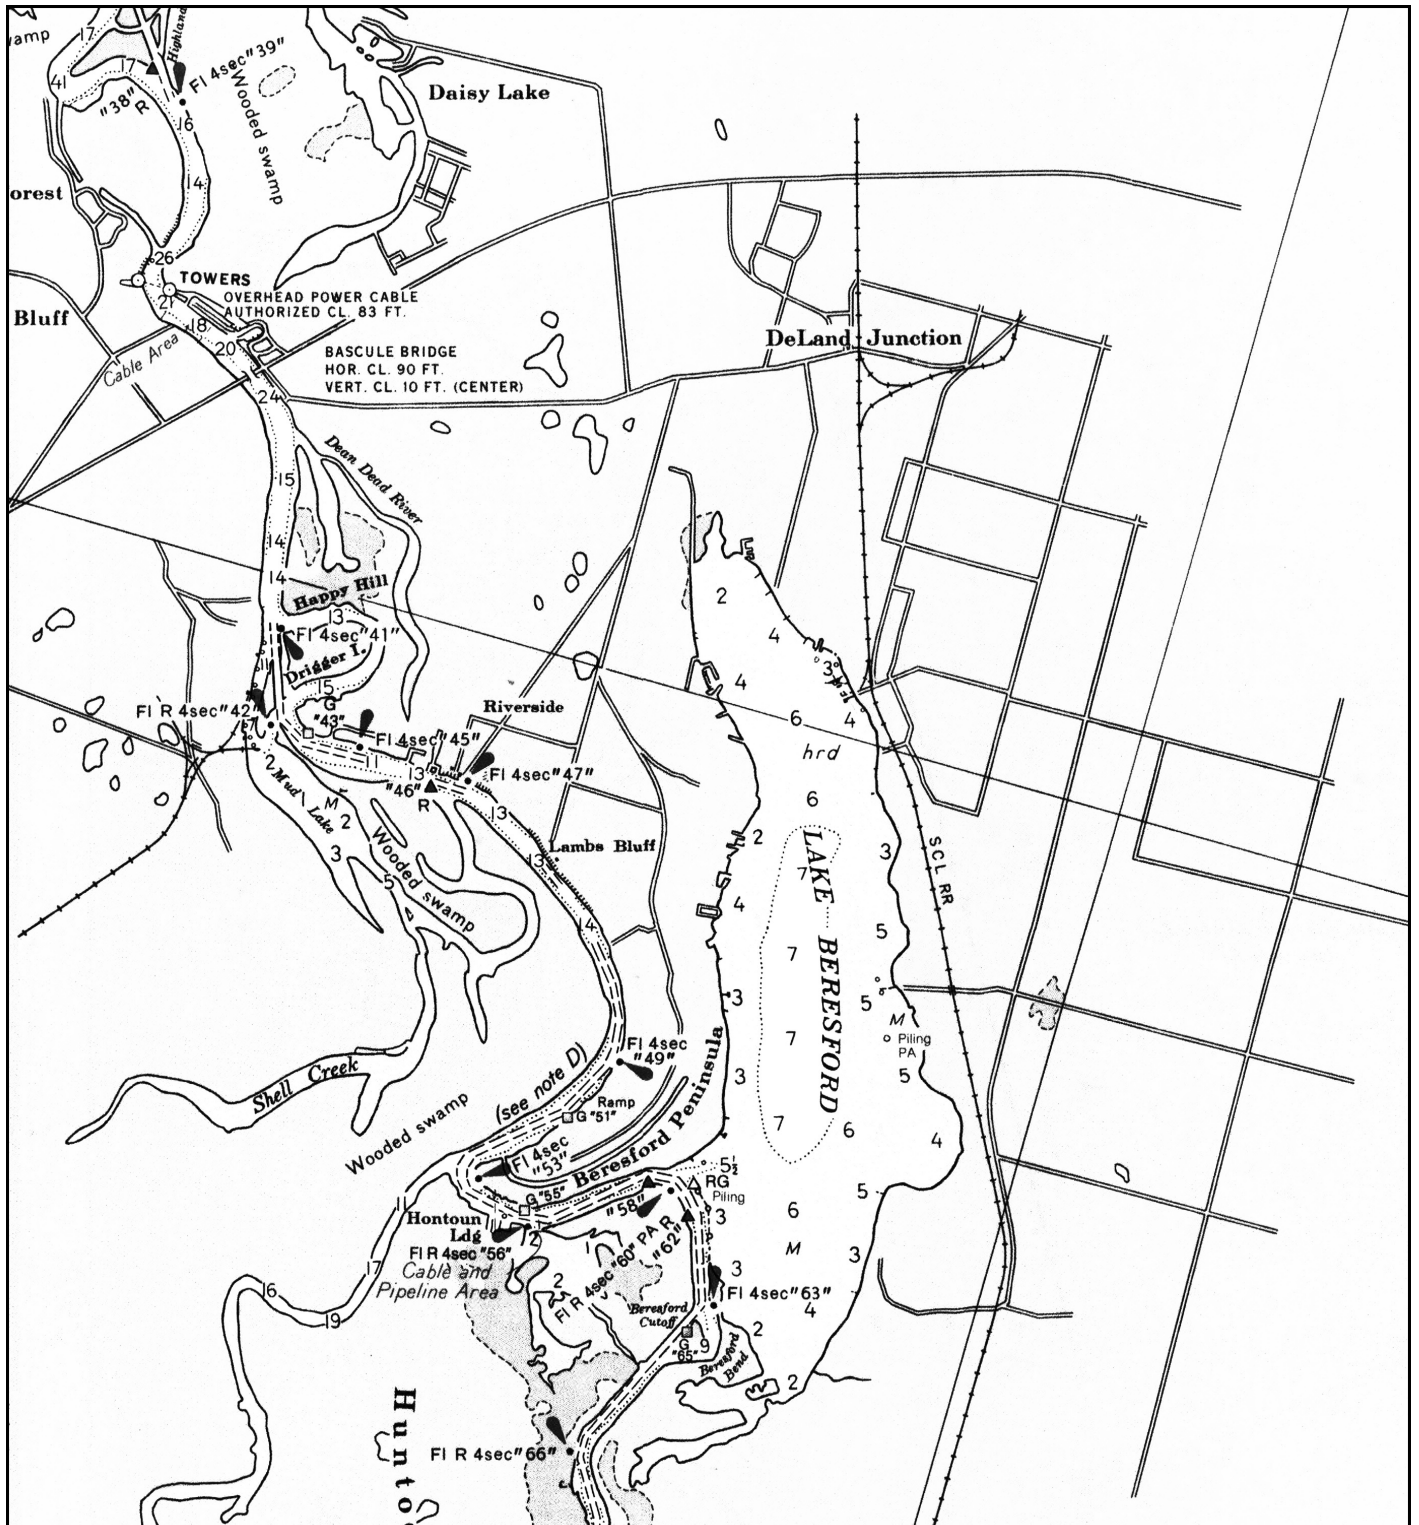 amp
17
Highland
Fl 4sec "39"
17
41
"38"
R
Wooded swamp
16
14
Daisy Lake
orest
26
TOWERS
21
OVERHEAD POWER CABLE
AUTHORIZED CL. 83 FT.
Bluff
18
20
Cable Area
BASCULE BRIDGE
HOR. CL. 90 FT.
VERT. CL. 10 FT. (CENTER)
24
DeLand Junction
Dean Dead River
15
14
14
Happy Hill
13
Fl 4sec "41"
Drigger I.
15
G
"43"
Fl R 4sec "42"
Fl 4sec "45"
Riverside
11
13
"46"
R
Fl 4sec "47"
2
Mud Lake
M
2
3
5
Wooded swamp
13
13
Lambs Bluff
14
2
4
3
4
6
4
hrd
6
2
LAKE BERESFORD
7
3
4
5
7
3
5
M
Piling
PA
7
3
5
SCL RR
Shell Creek
Wooded swamp
(see note D)
Fl 4sec
"49"
Ramp
G "51"
Fl 4sec
"53"
Beresford Peninsula
7
6
4
5½
RG
Piling
5
G "55"
"58"
11
Hontoun
Ldg
12
Fl R 4sec "56"
Cable and
Pipeline Area
17
16
19
1
2
Fl R 4sec "60" PA
R
"62"
3
6
M
3
3
Fl 4sec "63"
4
Beresford
Cutoff
G
"65"
9
2
Beresford
Bend
2
Hunto
Fl R 4sec "66"